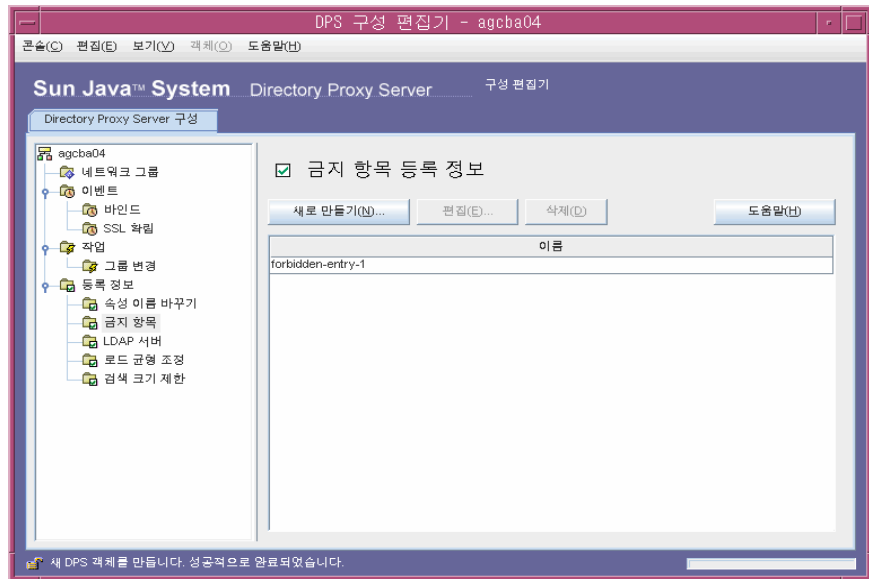 DPS 구성 편집기 - agcba04
콘솔(C) 편집(E) 보기(V) 객체(O) 도움말(H)
Sun Java™ System Directory Proxy Server 구성 편집기
Directory Proxy Server 구성
agcba04
네트워크 그룹
이벤트
바인드
SSL 확립
작업
그룹 변경
등록 정보
속성 이름 바꾸기
금지 항목
LDAP 서버
로드 균형 조정
검색 크기 제한
금지 항목 등록 정보
새로 만들기(N)... 편집(E)... 삭제(D) 도움말(H)
이름
forbidden-entry-1
새 DPS 객체를 만듭니다. 성공적으로 완료되었습니다.